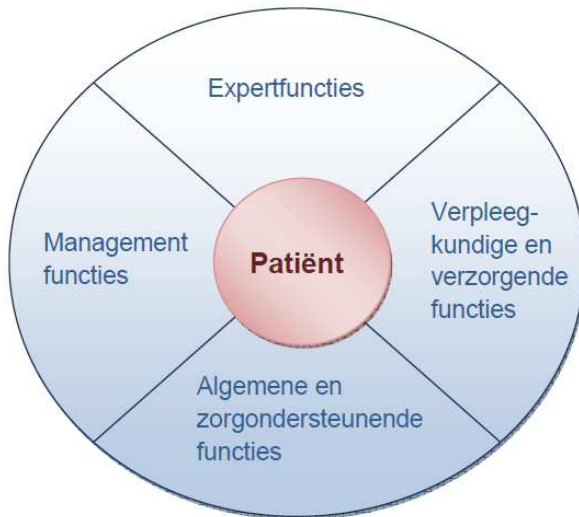 Expertfuncties
Management
functies
Patiënt
Verpleeg-
kundige en
verzorgende
functies
Algemene en
zorgondersteunende
functies